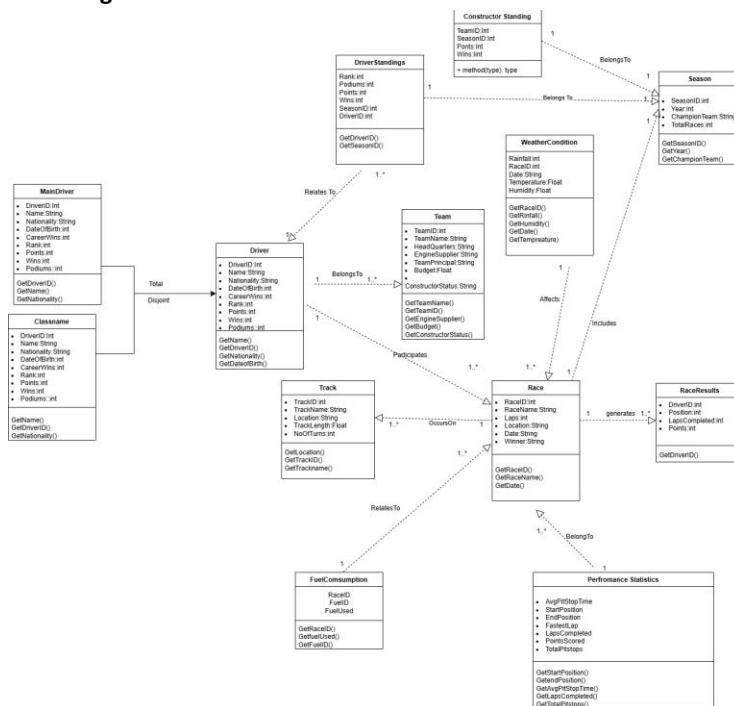 Constructor Standing
TeamID:Int
SeasonID:Int
Ponts:Int
Wins:Iint
+ method(type): type
1
BelongsTo
1
DriverStandings
Rank:int
Podiums:int
Points:int
Wins:int
SeasonID:int
DriverID:int
GetDriverID()
GetSeasonID()
1
Belongs To
1
1..*
Season
SeasonID:int
Year:int
ChampionTeam:String
TotalRaces:int
GetSeasonID()
GetYear()
GetChampionTeam()
1
WeatherCondition
Rainfall:int
RaceID:int
Date:String
Temperature:Float
Humidity:Float
GetRaceID()
GetRinfall()
GetHumidity()
GetDate()
GetTempreature)
1
Relates To
MainDriver
DriverID:Int
Name:String
Nationality:String
DateOfBirth:int
CareerWins:int
Rank:int
Points:int
Wins:int
Podiums: :int
GetDriverID()
GetName()
GetNationality()
Total
Disjoint
Classname
DriverID:Int
Name:String
Nationality:String
DateOfBirth:int
CareerWins:int
Rank:int
Points:int
Wins:int
Podiums: :int
GetName()
GetDriverID()
GetNationality()
Driver
DriverID:Int
Name:String
Nationality:String
DateOfBirth:int
CareerWins:int
Rank:int
Points:int
Wins:int
Podiums: :int
GetName()
GetDriverID()
GetNationality()
GetDateofBirth()
1
BelongsTo
1..*
1
Team
TeamID:int
TeamName:String
HeadQuarters:String
EngineSupplier:String
TeamPrincipal:String
Budget:Float
ConstructorStatus:String
GetTeamName()
GetTeamID()
GetEngineSupplier()
GetBudget()
GetConstructorStatus()
Affects
1..*
Includes
Participates
1..*
1
Track
TrackID:int
TrackName:String
Location:String
TrackLength:Float
NoOfTurns:int
GetLocation()
GetTrackID()
GetTrackname()
1..*
OccursOn
1
Race
RaceID:Int
RaceName:String
Laps:int
Location:String
Date:String
Winner:String
GetRaceID()
GetRaceName()
GetDate()
1
generates
1..*
RaceResults
DriverID:Int
Position:int
LapsCompleted:int
Points:int
GetDriverID()
1..*
RelatesTo
1
1..*
BelongTo
1
FuelComsumption
RaceID
FuelID
FuelUsed
GetRaceID()
GetfuelUsed()
GetFuelID()
Perfromance Statistics
AvgPitStopTime
StartPosition
EndPosition
FastestLap
LapsCompleted
PointsScored
TotalPitstops
GetStartPosition()
GetendPosition()
GetAvgPitStopTime()
GetLapsCompleted()
GetTotalPitstops()